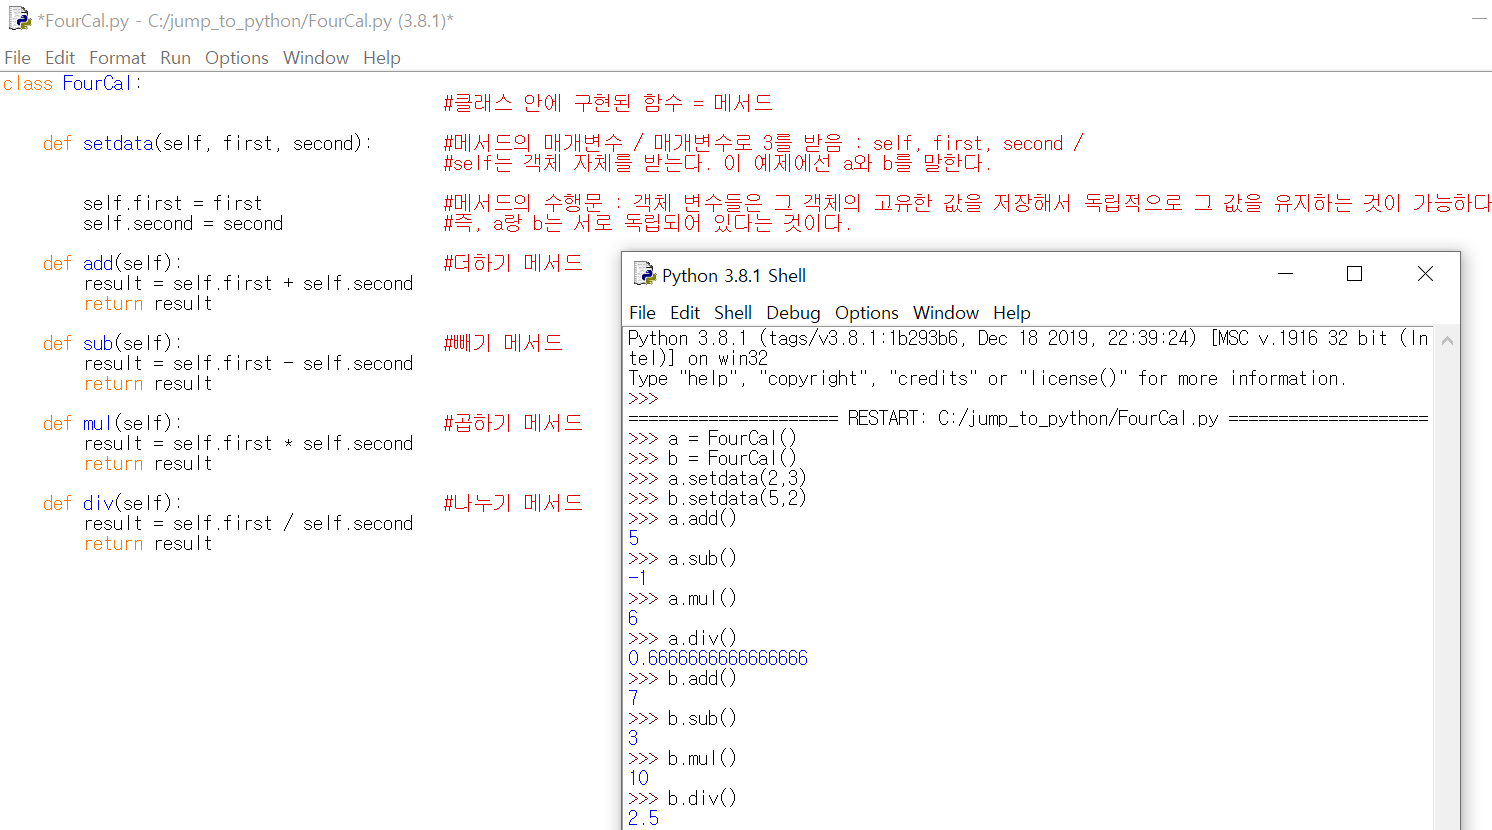 *FourCal.py - C:/jump_to_python/FourCal.py (3.8.1)*
File Edit Format Run Options Window Help
class FourCal:
#클래스 안에 구현된 함수 = 메서드
def setdata(self, first, second): #메서드의 매개변수 / 매개변수로 3를 받음 : self, first, second /
#self는 객체 자체를 받는다. 이 예제에선 a와 b를 말한다.
self.first = first #메서드의 수행문 : 객체 변수들은 그 객체의 고유한 값을 저장해서 독립적으로 그 값을 유지하는 것이 가능하다
self.second = second #즉, a랑 b는 서로 독립되어 있다는 것이다.
def add(self): #더하기 메서드
result = self.first + self.second
return result
def sub(self): #빼기 메서드
result = self.first - self.second
return result
def mul(self): #곱하기 메서드
result = self.first * self.second
return result
def div(self): #나누기 메서드
result = self.first / self.second
return result
Python 3.8.1 Shell
File Edit Shell Debug Options Window Help
Python 3.8.1 (tags/v3.8.1:1b293b6, Dec 18 2019, 22:39:24) [MSC v.1916 32 bit (In
tel)] on win32
Type "help", "copyright", "credits" or "license()" for more information.
>>>
===================== RESTART: C:/jump_to_python/FourCal.py ====================
>>> a = FourCal()
>>> b = FourCal()
>>> a.setdata(2,3)
>>> b.setdata(5,2)
>>> a.add()
5
>>> a.sub()
-1
>>> a.mul()
6
>>> a.div()
0.6666666666666666
>>> b.add()
7
>>> b.sub()
3
>>> b.mul()
10
>>> b.div()
2.5